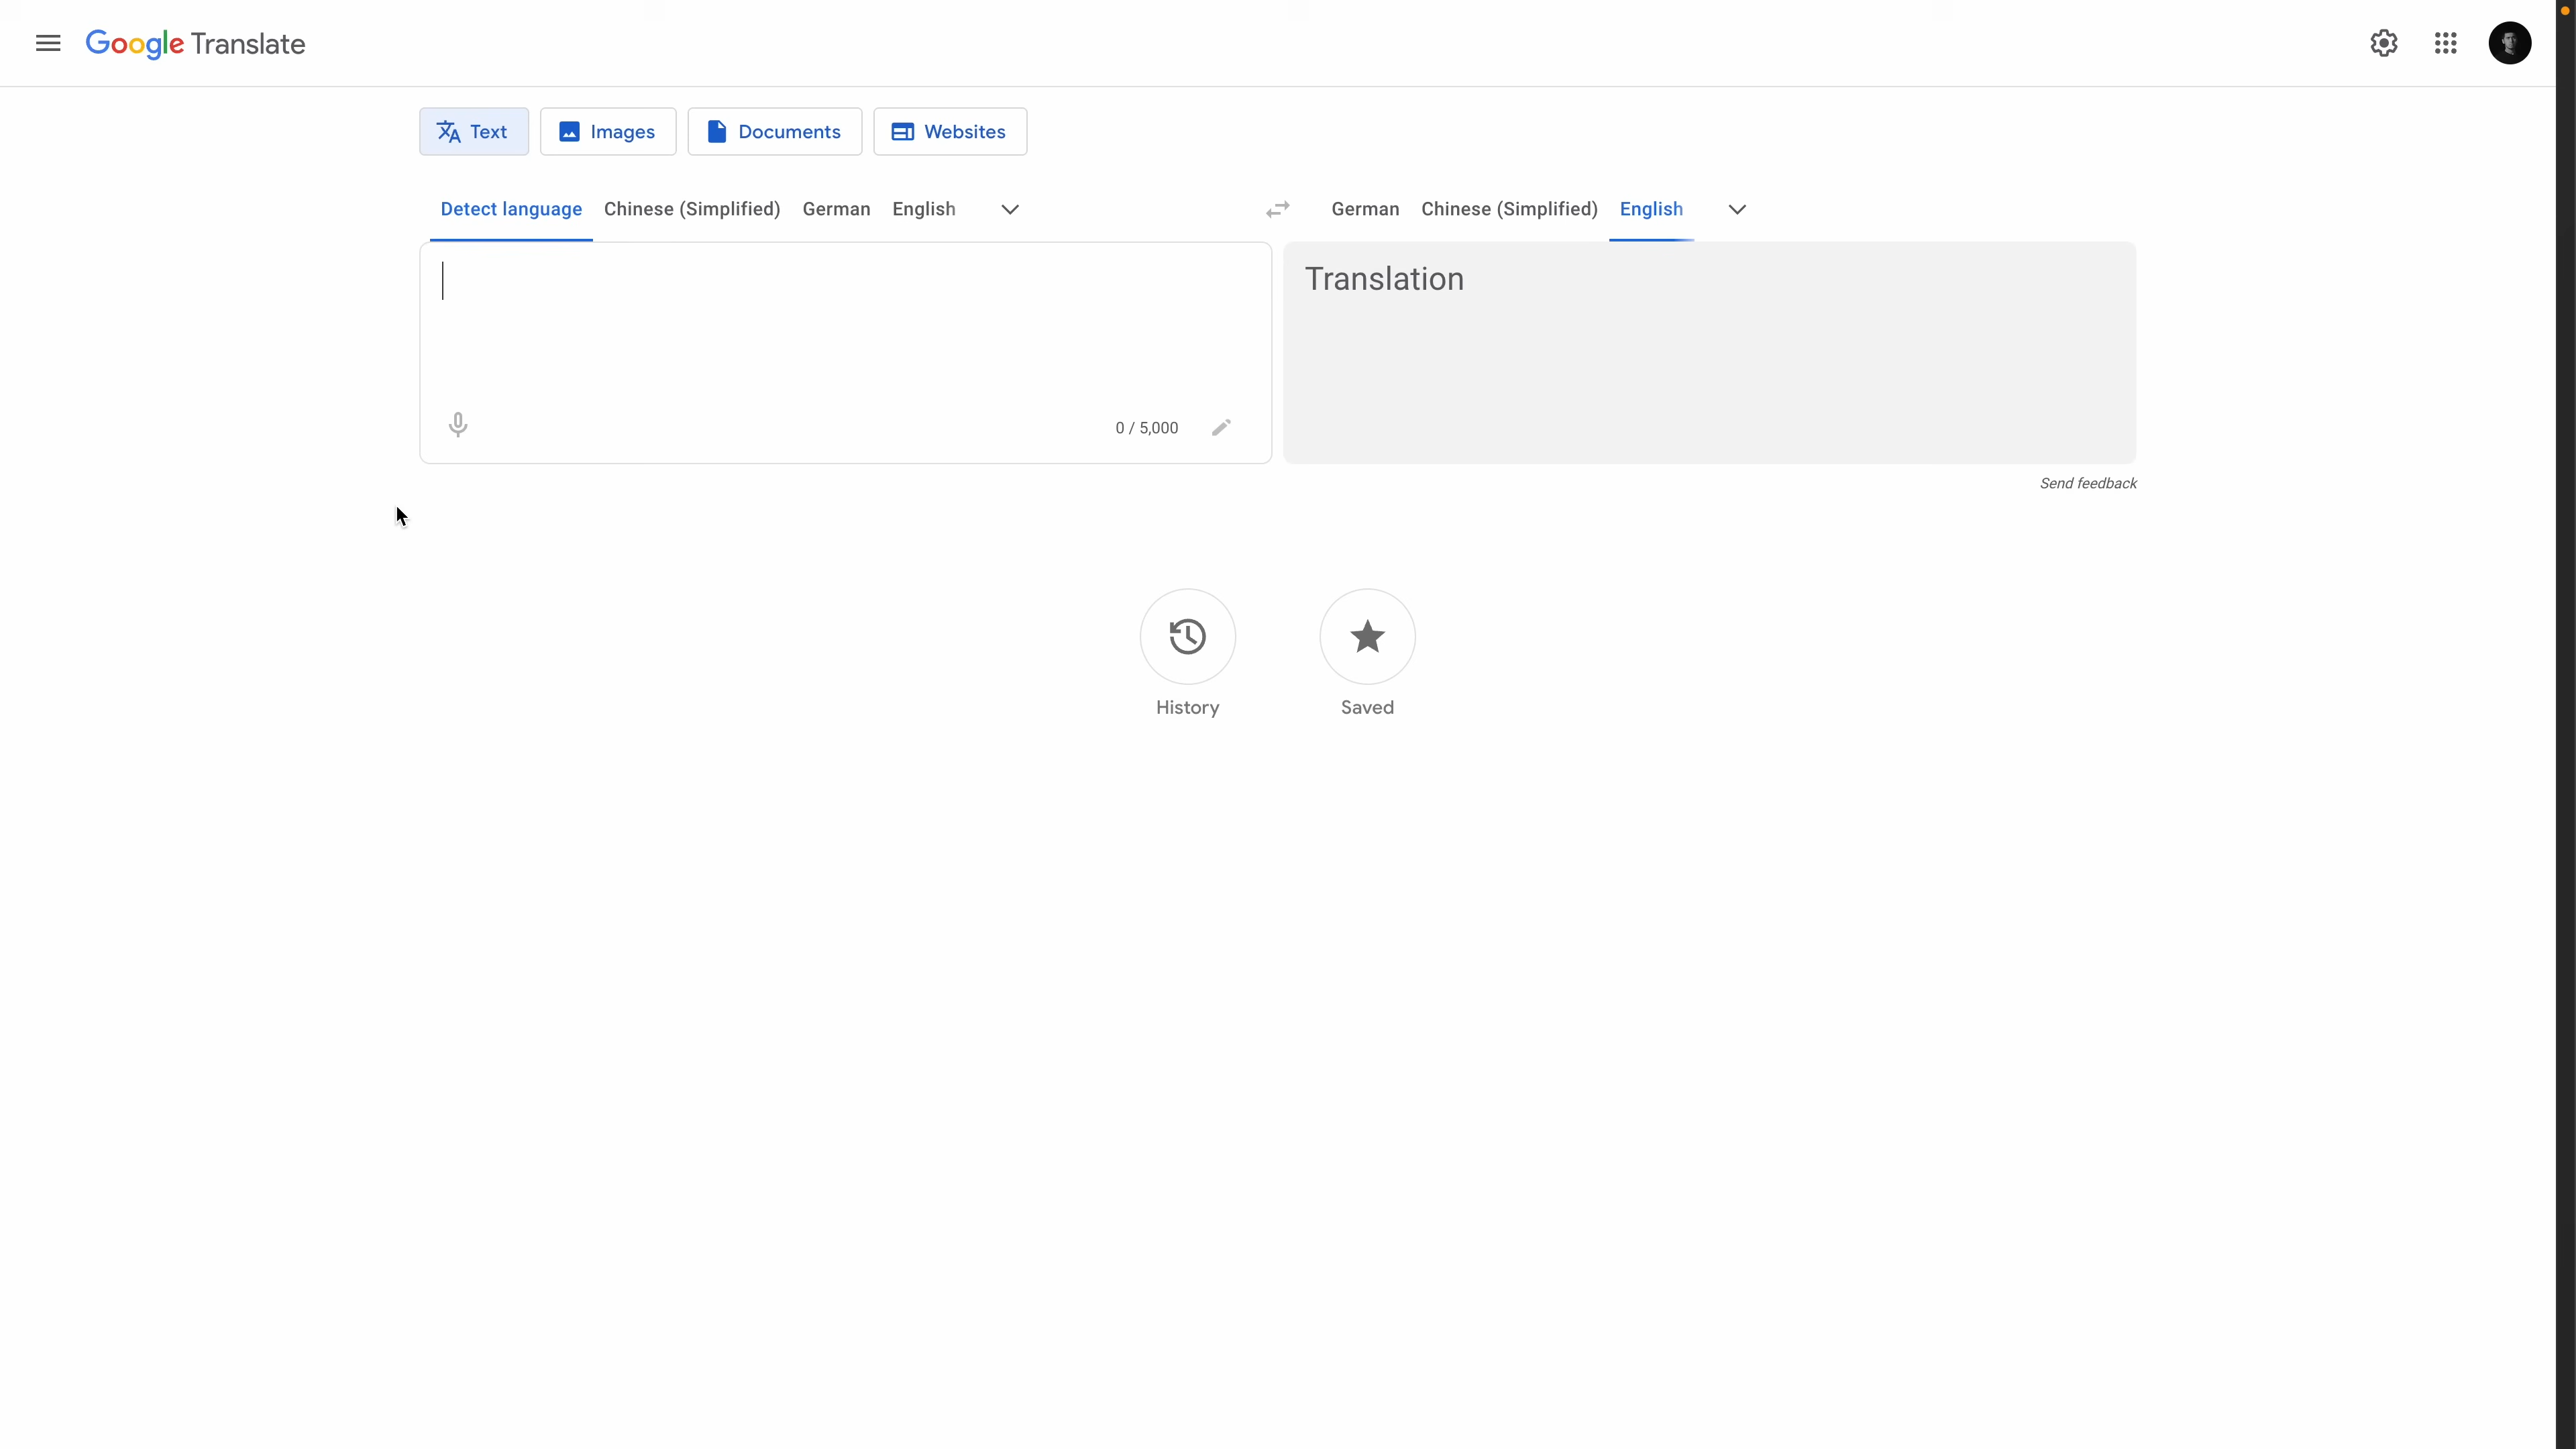 Google Translate
Text Images Documents Websites
Detect language Chinese (Simplified) German English German Chinese (Simplified) English
Translation
0 / 5,000
Send feedback
History Saved